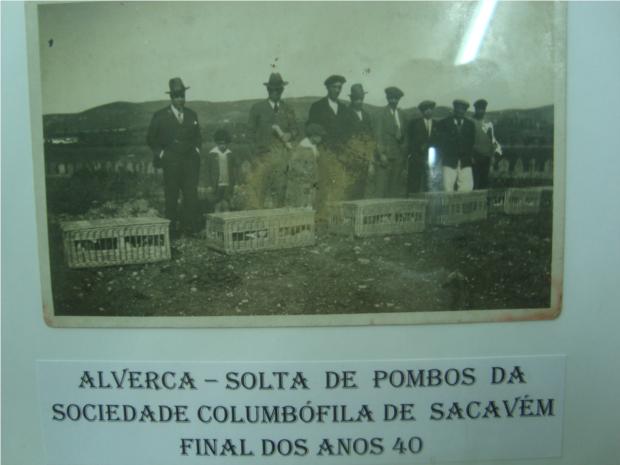 ALVERCA – SOLTA DE POMBOS DA
SOCIEDADE COLUMBÓFILA DE SACAVÉM
FINAL DOS ANOS 40